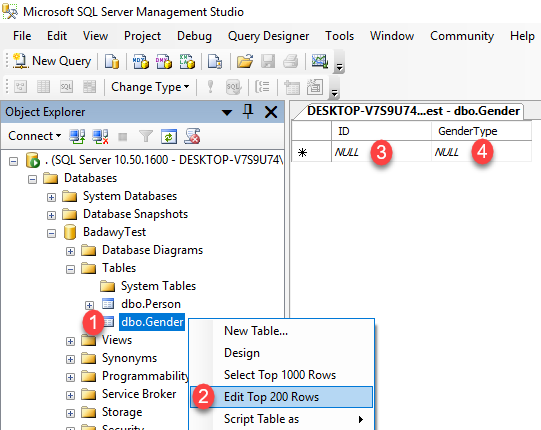 Microsoft SQL Server Management Studio
File Edit View Project Debug Query Designer Tools Window Community Help
New Query
Change Type
Object Explorer
DESKTOP-V7S9U74...est - dbo.Gender
ID GenderType
NULL 3 NULL 4
Connect
. (SQL Server 10.50.1600 - DESKTOP-V7S9U74\
Databases
System Databases
Database Snapshots
BadawyTest
Database Diagrams
Tables
System Tables
dbo.Person
1 dbo.Gender
Views
Synonyms
Programmability
Service Broker
Storage
Security
New Table...
Design
Select Top 1000 Rows
2 Edit Top 200 Rows
Script Table as